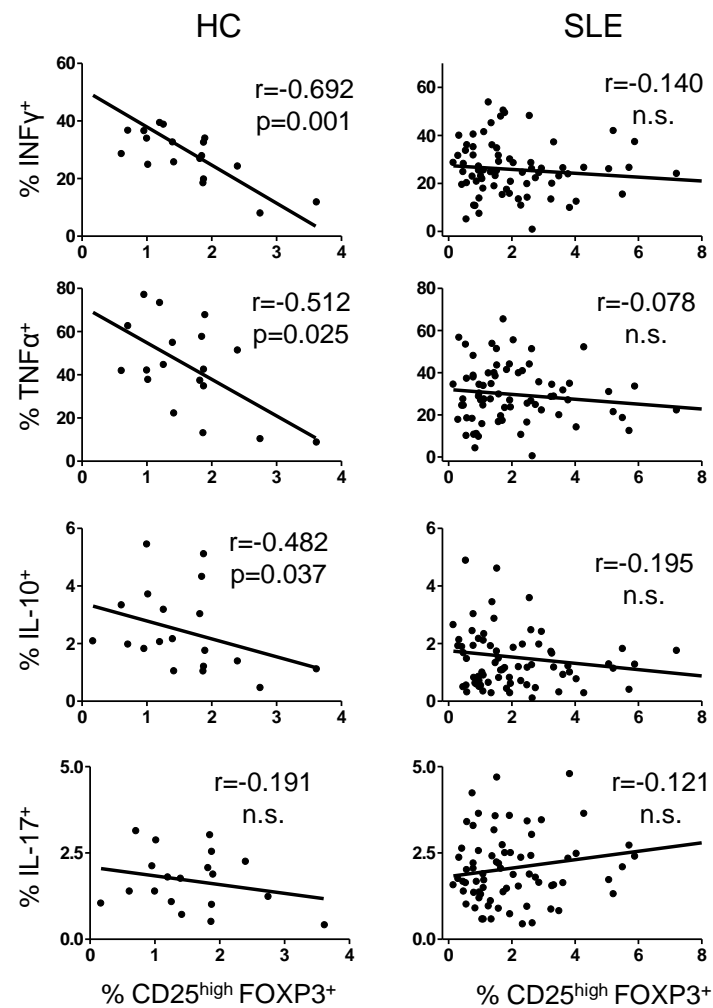 HC
SLE
% INFγ+
60
40
20
0
0 1 2 3 4
r=-0.692
p=0.001
60
40
20
0
0 2 4 6 8
r=-0.140
n.s.
% TNFα+
80
60
40
20
0
0 1 2 3 4
r=-0.512
p=0.025
80
60
40
20
0
0 2 4 6 8
r=-0.078
n.s.
% IL-10+
6
4
2
0
0 1 2 3 4
r=-0.482
p=0.037
6
4
2
0
0 2 4 6 8
r=-0.195
n.s.
% IL-17+
5.0
2.5
0.0
0 1 2 3 4
r=-0.191
n.s.
5.0
2.5
0.0
0 2 4 6 8
r=-0.121
n.s.
% CD25high FOXP3+
% CD25high FOXP3+